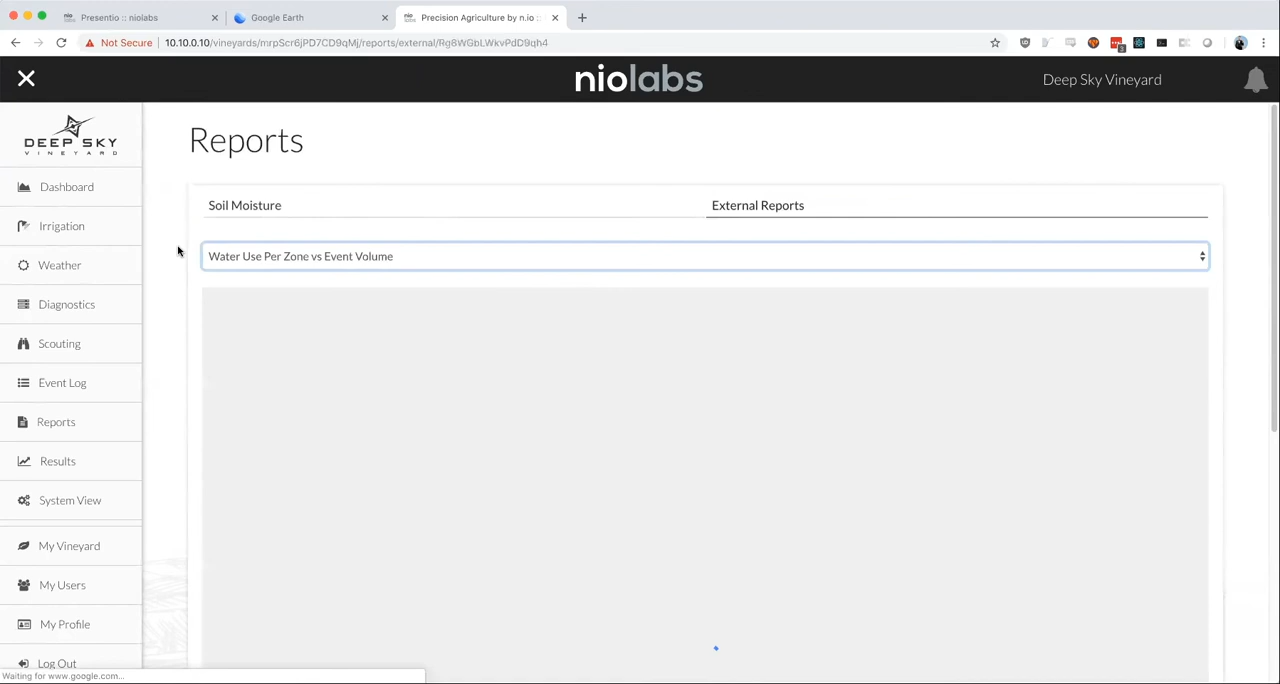 Presentio :: niolabs
Google Earth
nio
Precision Agriculture by n.io ::
Not Secure
10.10.0.10/vineyards/mrpScr6jPD7CD9qMj/reports/external/Rg8WGbLWkvPdD9qh4
niolabs
Deep Sky Vineyard
DEEP SKY
VINEYARD
Dashboard
Irrigation
Weather
Diagnostics
Scouting
Event Log
Reports
Results
System View
My Vineyard
My Users
My Profile
Log Out
Reports
Soil Moisture
External Reports
Water Use Per Zone vs Event Volume
Waiting for www.google.com...